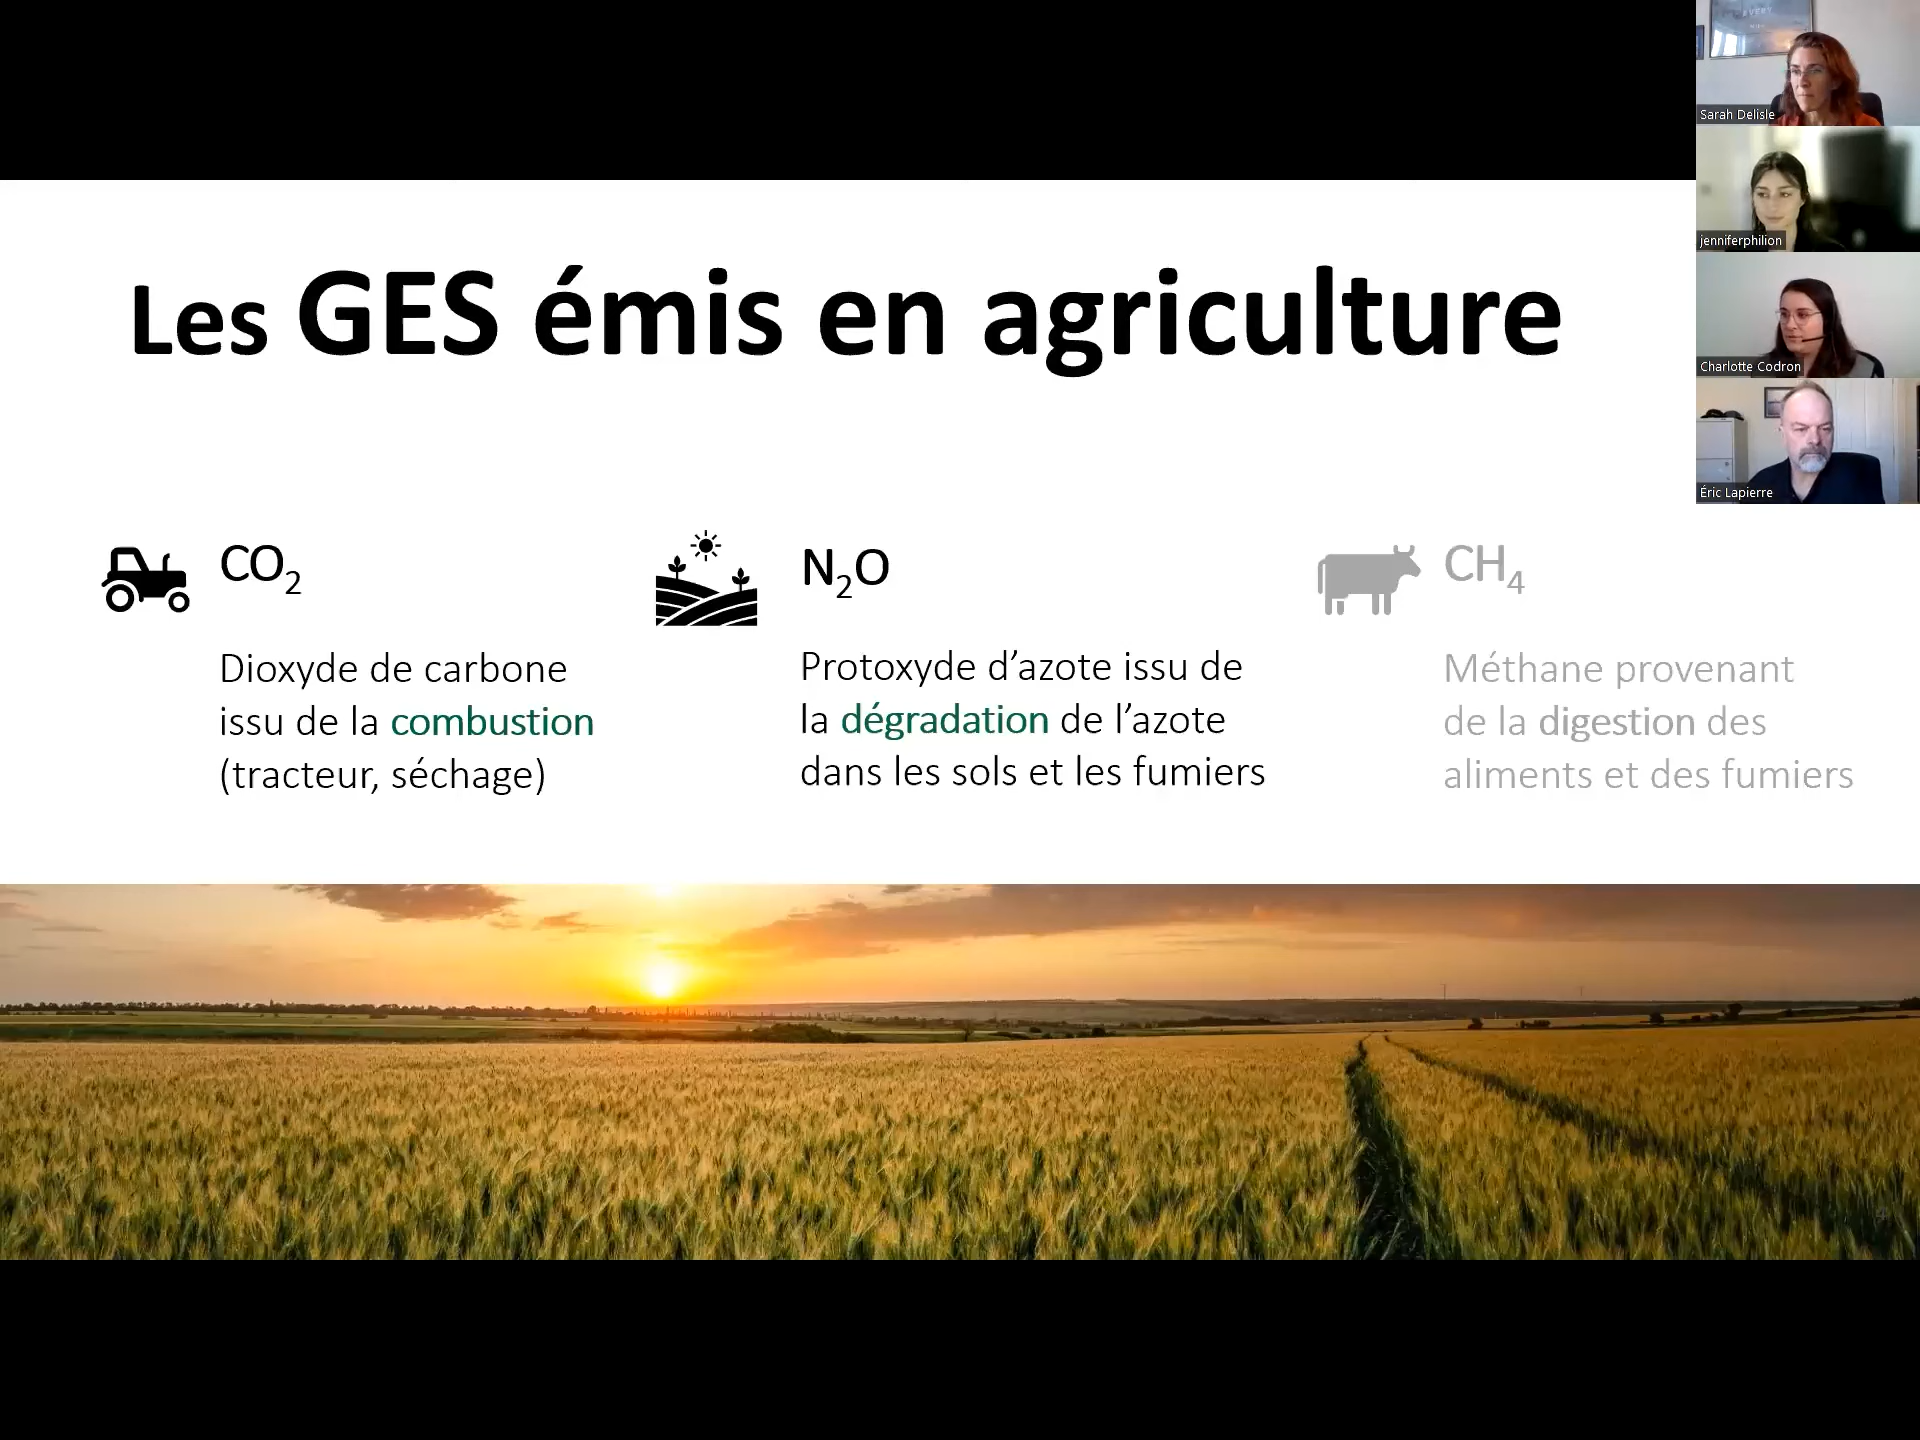 Les GES émis en agriculture
CO2
Dioxyde de carbone
issu de la combustion
(tracteur, séchage)
N2O
Protoxyde d’azote issu de
la dégradation de l’azote
dans les sols et les fumiers
CH4
Méthane provenant
de la digestion des
aliments et des fumiers
Sarah Delisle
jenniferphilion
Charlotte Codron
Éric Lapierre